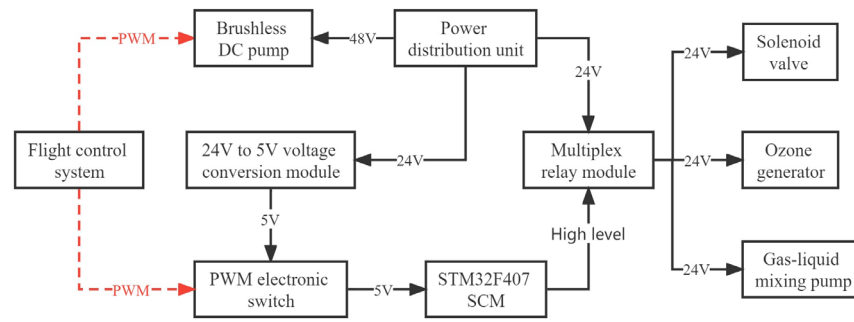 Brushless
DC pump
Power
distribution unit
Solenoid
valve
PWM
48V
24V
24V
Flight control
system
24V to 5V voltage
conversion module
24V
Multiplex
relay module
24V
Ozone
generator
5V
High level
PWM
PWM electronic
switch
5V
STM32F407
SCM
24V
Gas-liquid
mixing pump